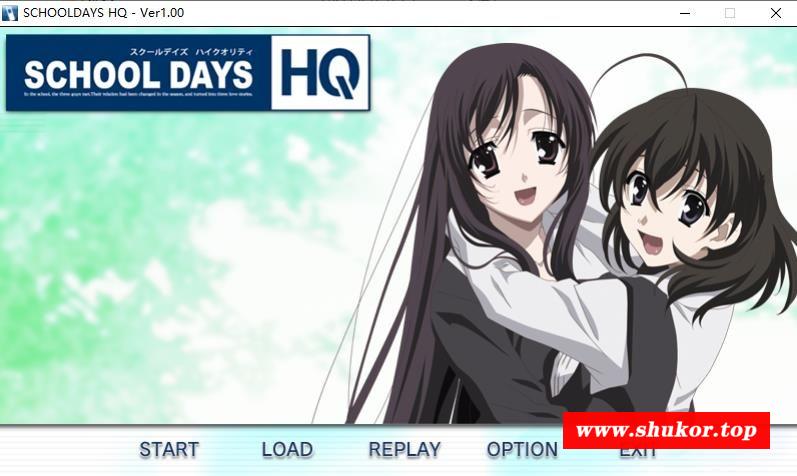 SCHOOLDAYS HQ - Ver1.00
スクールデイズ ハイクオリティ
SCHOOL DAYS HQ
In the school, the three guys met.Their relation had been changed in the season, and turned into three love stories.
www.shukor.top
START LOAD REPLAY OPTION EXIT